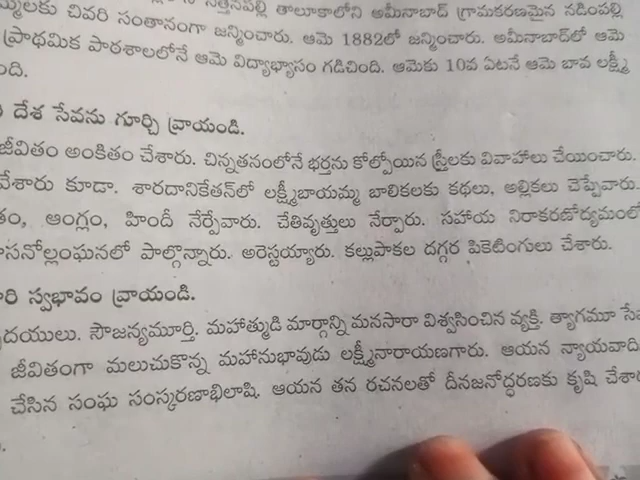 చివరి సంతానంగా జన్మించారు. ఆమె 1882లో జన్మించారు. అమీనాబాద్‌లో ఆమె
తాలూకాలోని అమీనాబాద్ గ్రామకరణమైన నడింపల్లి
ప్రాథమిక పాఠశాలలోనే ఆమె విద్యాభ్యాసం గడిచింది. ఆమెకు 10వ ఏటనే ఆమె బావ లక్ష్మీ
ంది.
దేశ సేవను గూర్చి వ్రాయండి.
జీవితం అంకితం చేశారు. చిన్నతనంలోనే భర్తను కోల్పోయిన స్త్రీలకు వివాహాలు చేయించారు.
వేశారు కూడా. శారదానికేతన్‌లో లక్ష్మీబాయమ్మ బాలికలకు కథలు, అల్లికలు చెప్పేవారు.
తం, ఆంగ్లం, హిందీ నేర్పేవారు. చేతివృత్తులు నేర్పారు. సహాయ నిరాకరణోద్యమంలో
ాసనోల్లంఘనలో పాల్గొన్నారు. అరెస్టయ్యారు. కల్లుపాకల దగ్గర పికెటింగులు చేశారు.
రి స్వభావం వ్రాయండి.
దయులు. సౌజన్యమూర్తి. మహాత్ముడి మార్గాన్ని మనసారా విశ్వసించిన వ్యక్తి. త్యాగమూ సేవ
జీవితంగా మలుచుకొన్న మహానుభావుడు లక్ష్మీనారాయణగారు. ఆయన న్యాయవాది
చేసిన సంఘ సంస్కరణాభిలాషి. ఆయన తన రచనలతో దీనజనోద్ధరణకు కృషి చేశార